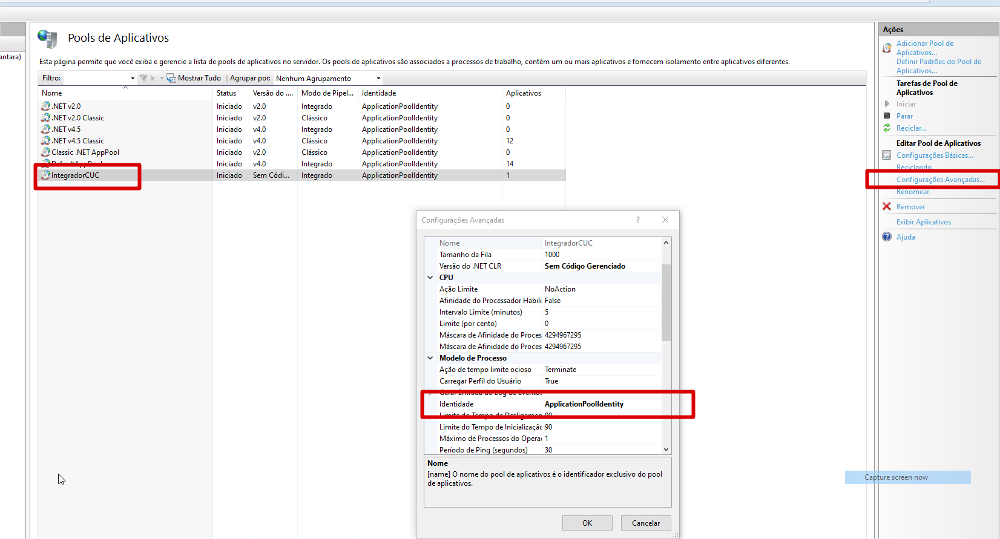 antara)
Pools de Aplicativos
Esta página permite que você exiba e gerencie a lista de pools de aplicativos no servidor. Os pools de aplicativos são associados a processos de trabalho, contêm um ou mais aplicativos e fornecem isolamento entre aplicativos diferentes.
Filtro: Ir Mostrar Tudo Agrupar por: Nenhum Agrupamento
Nome Status Versão do .... Modo de Pipel... Identidade Aplicativos
.NET v2.0 Iniciado v2.0 Integrado ApplicationPoolIdentity 0
.NET v2.0 Classic Iniciado v2.0 Clássico ApplicationPoolIdentity 0
.NET v4.5 Iniciado v4.0 Integrado ApplicationPoolIdentity 0
.NET v4.5 Classic Iniciado v4.0 Clássico ApplicationPoolIdentity 12
Classic .NET AppPool Iniciado v2.0 Clássico ApplicationPoolIdentity 0
DefaultAppPool Iniciado v4.0 Integrado ApplicationPoolIdentity 14
IntegradorCUC Iniciado Sem Códi... Integrado ApplicationPoolIdentity 1
Configurações Avançadas ?
Nome IntegradorCUC
Tamanho da Fila 1000
Versão do .NET CLR Sem Código Gerenciado
CPU
Ação Limite NoAction
Afinidade do Processador Habili False
Intervalo Limite (minutos) 5
Limite (por cento) 0
Máscara de Afinidade do Proces 4294967295
Máscara de Afinidade do Proces 4294967295
Modelo de Processo
Ação de tempo limite ocioso Terminate
Carregar Perfil do Usuário True
Gerar Entrada do Log de Evento:
Identidade ApplicationPoolIdentity
Limite do Tempo de Desligamen 90
Limite do Tempo de Inicialização 90
Máximo de Processos do Opera 1
Período de Ping (segundos) 30
Nome
[name] O nome do pool de aplicativos é o identificador exclusivo do pool
de aplicativos.
OK Cancelar
Ações
Adicionar Pool de
Aplicativos...
Definir Padrões do Pool de
Aplicativos...
Tarefas de Pool de
Aplicativos
Iniciar
Parar
Reciclar...
Editar Pool de Aplicativos
Configurações Básicas...
Reciclando...
Configurações Avançadas...
Renomear
Remover
Exibir Aplicativos
Ajuda
Capture screen now